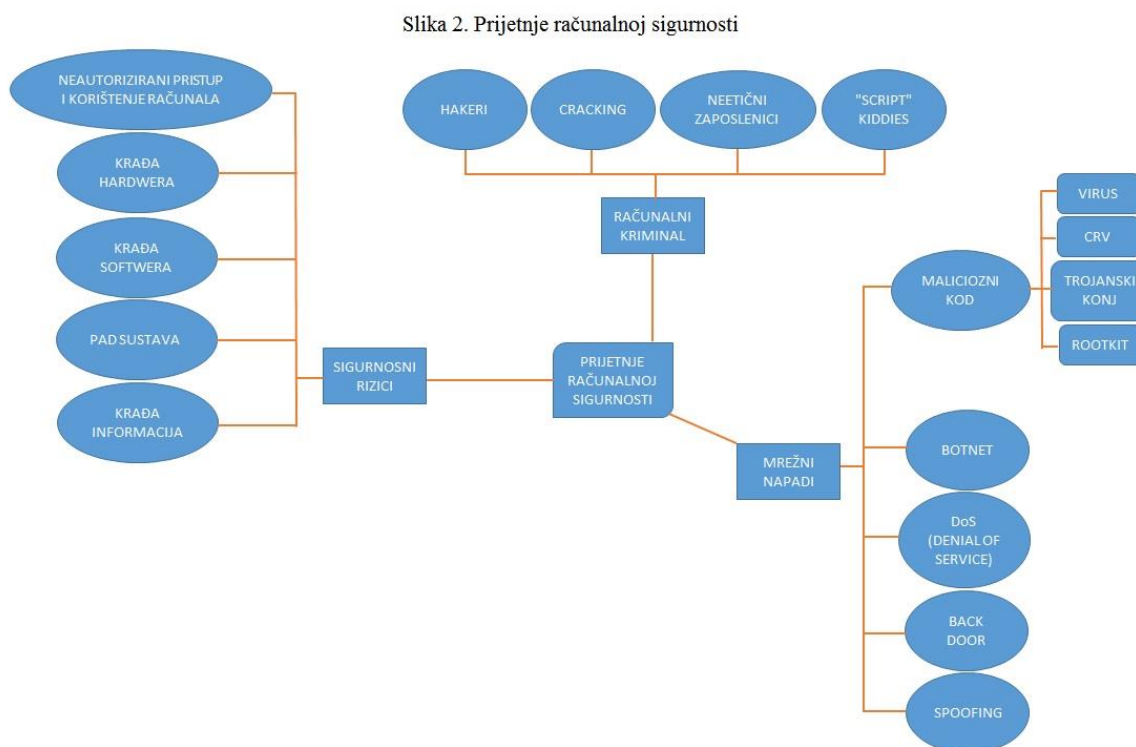 Slika 2. Prijetnje računalnoj sigurnosti
NEAUTORIZIRANI PRISTUP
I KORIŠTENJE RAČUNALA
KRAĐA
HARDWERA
KRAĐA
SOFTWERA
PAD SUSTAVA
KRAĐA
INFORMACIJA
SIGURNOSNI
RIZICI
HAKERI
CRACKING
NEETIČNI
ZAPOSLENICI
"SCRIPT"
KIDDIES
RAČUNALNI
KRIMINAL
PRIJETNJE
RAČUNALNOJ
SIGURNOSTI
MREŽNI
NAPADI
MALICIOZNI
KOD
VIRUS
CRV
TROJANSKI
KONJ
ROOTKIT
BOTNET
DoS
(DENIAL OF
SERVICE)
BACK
DOOR
SPOOFING